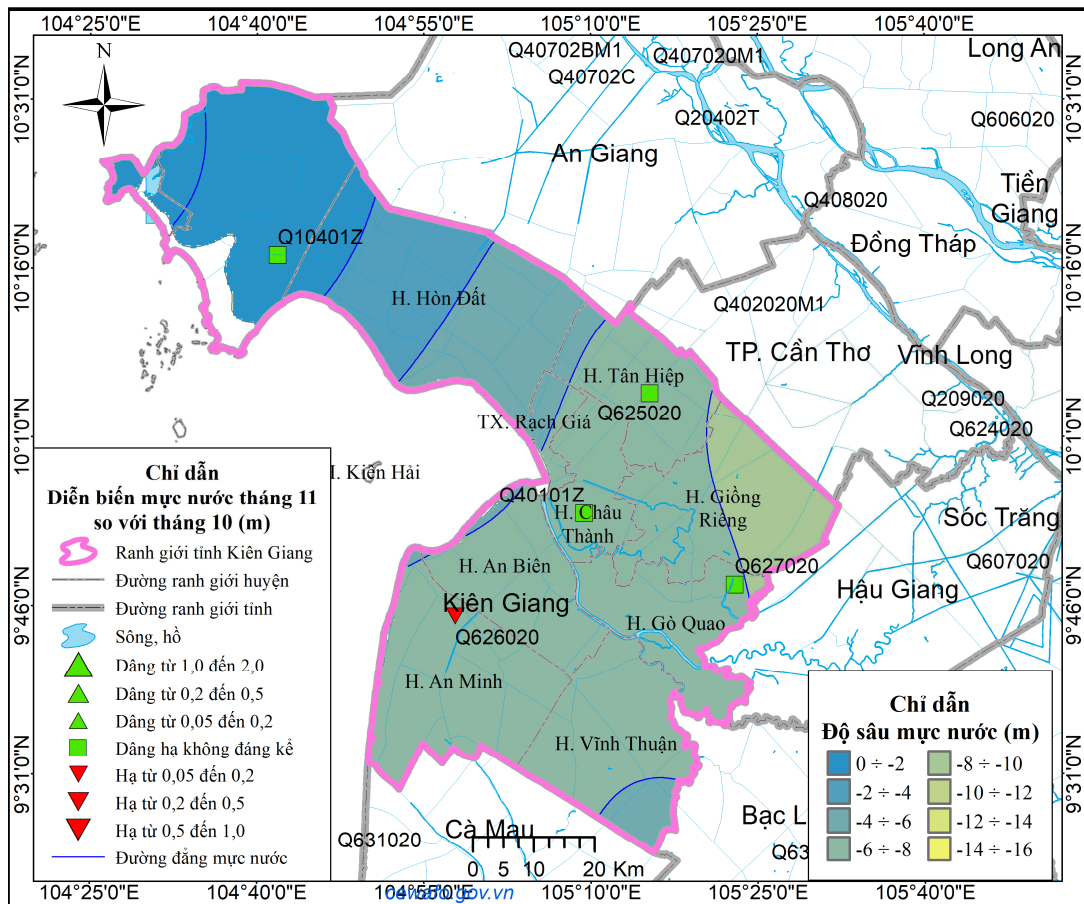 104°25'0"E 104°40'0"E 104°55'0"E 105°10'0"E 105°25'0"E 105°40'0"E
10°31'0"N
10°16'0"N
10°1'0"N
9°46'0"N
9°31'0"N
10°31'0"N
10°16'0"N
10°1'0"N
9°46'0"N
9°31'0"N
N
Q40702BM1
Q407020M1
Long An
Q40702C
Q20402T
Q606020
An Giang
Tiền
Giang
Q408020
Q10401Z
Đồng Tháp
H. Hòn Đất
Q402020M1
TP. Cần Thơ
Vĩnh Long
H. Tân Hiệp
Q209020
Q625020
TX. Rạch Giá
Q624020
H. Kiên Hải
Q40101Z
H. Giồng
Riềng
H. Châu
Thành
Sóc Trăng
Q607020
H. An Biên
Q627020
Hậu Giang
Kiên Giang
Q626020
H. Gò Quao
H. An Minh
H. Vĩnh Thuận
Cà Mau
Bạc L
Q631020
Q63
0 5 10 20 Km
Chỉ dẫn
Diễn biến mực nước tháng 11
so với tháng 10 (m)
Ranh giới tỉnh Kiên Giang
Đường ranh giới huyện
Đường ranh giới tỉnh
Sông, hồ
Dâng từ 1,0 đến 2,0
Dâng từ 0,2 đến 0,5
Dâng từ 0,05 đến 0,2
Dâng hạ không đáng kể
Hạ từ 0,05 đến 0,2
Hạ từ 0,2 đến 0,5
Hạ từ 0,5 đến 1,0
Đường đẳng mực nước
Chỉ dẫn
Độ sâu mực nước (m)
0 ÷ -2
-2 ÷ -4
-4 ÷ -6
-6 ÷ -8
-8 ÷ -10
-10 ÷ -12
-12 ÷ -14
-14 ÷ -16
104°25'0"E 104°40'0"E 104°55'0"E 105°10'0"E 105°25'0"E 105°40'0"E
cewafo.gov.vn